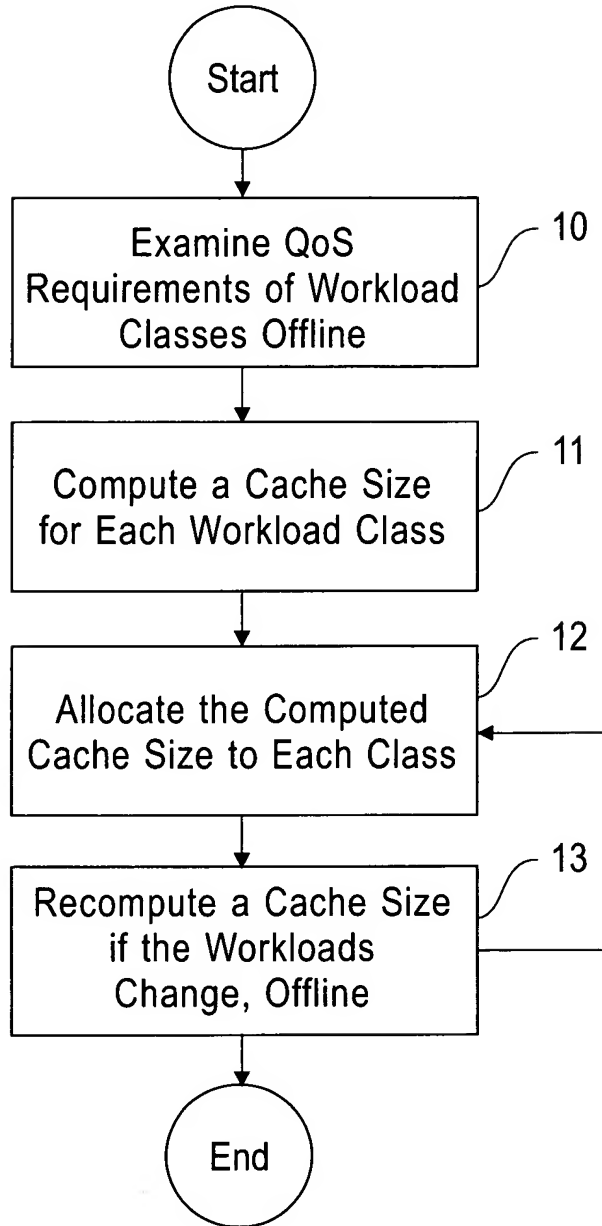 Start
10
Examine QoS
Requirements of Workload
Classes Offline
11
Compute a Cache Size
for Each Workload Class
12
Allocate the Computed
Cache Size to Each Class
13
Recompute a Cache Size
if the Workloads
Change, Offline
End